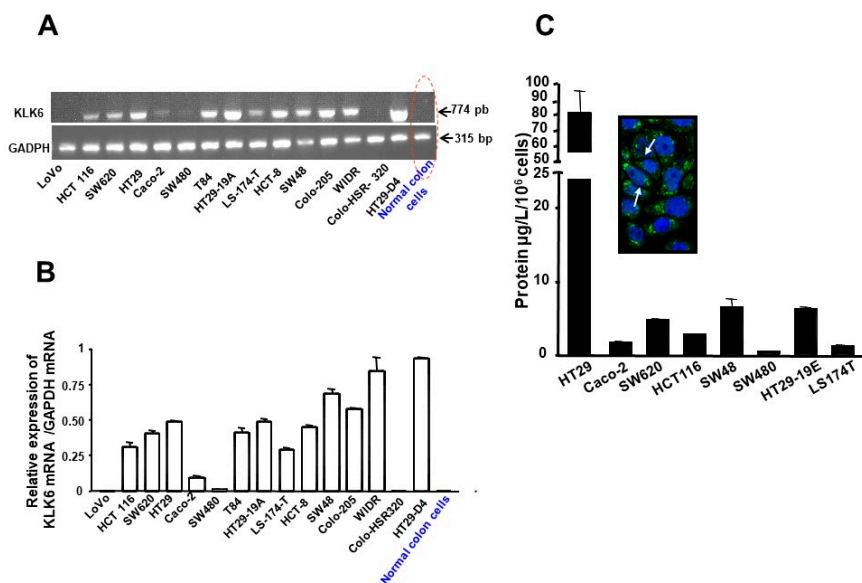 A
KLK6
774 pb
GADPH
315 bp
LoVo
HCT 116
SW620
HT29
Caco-2
SW480
T84
HT29-19A
LS-174-T
HCT-8
SW48
Colo-205
WIDR
Colo-HSR- 320
HT29-D4
Normal colon
cells
B
Relative expression of
KLK6 mRNA /GAPDH mRNA
1
0.75
0.50
0.25
0
LoVo
HCT 116
SW620
HT29
Caco-2
SW480
T84
HT29-19A
LS-174-T
HCT-8
SW48
Colo-205
WIDR
Colo-HSR320
HT29-D4
Normal colon cells
C
Protein µg/L/10⁶ cells)
100
90
80
70
60
50
25
20
10
0
HT29
Caco-2
SW620
HCT116
SW48
SW480
HT29-19E
LS174T